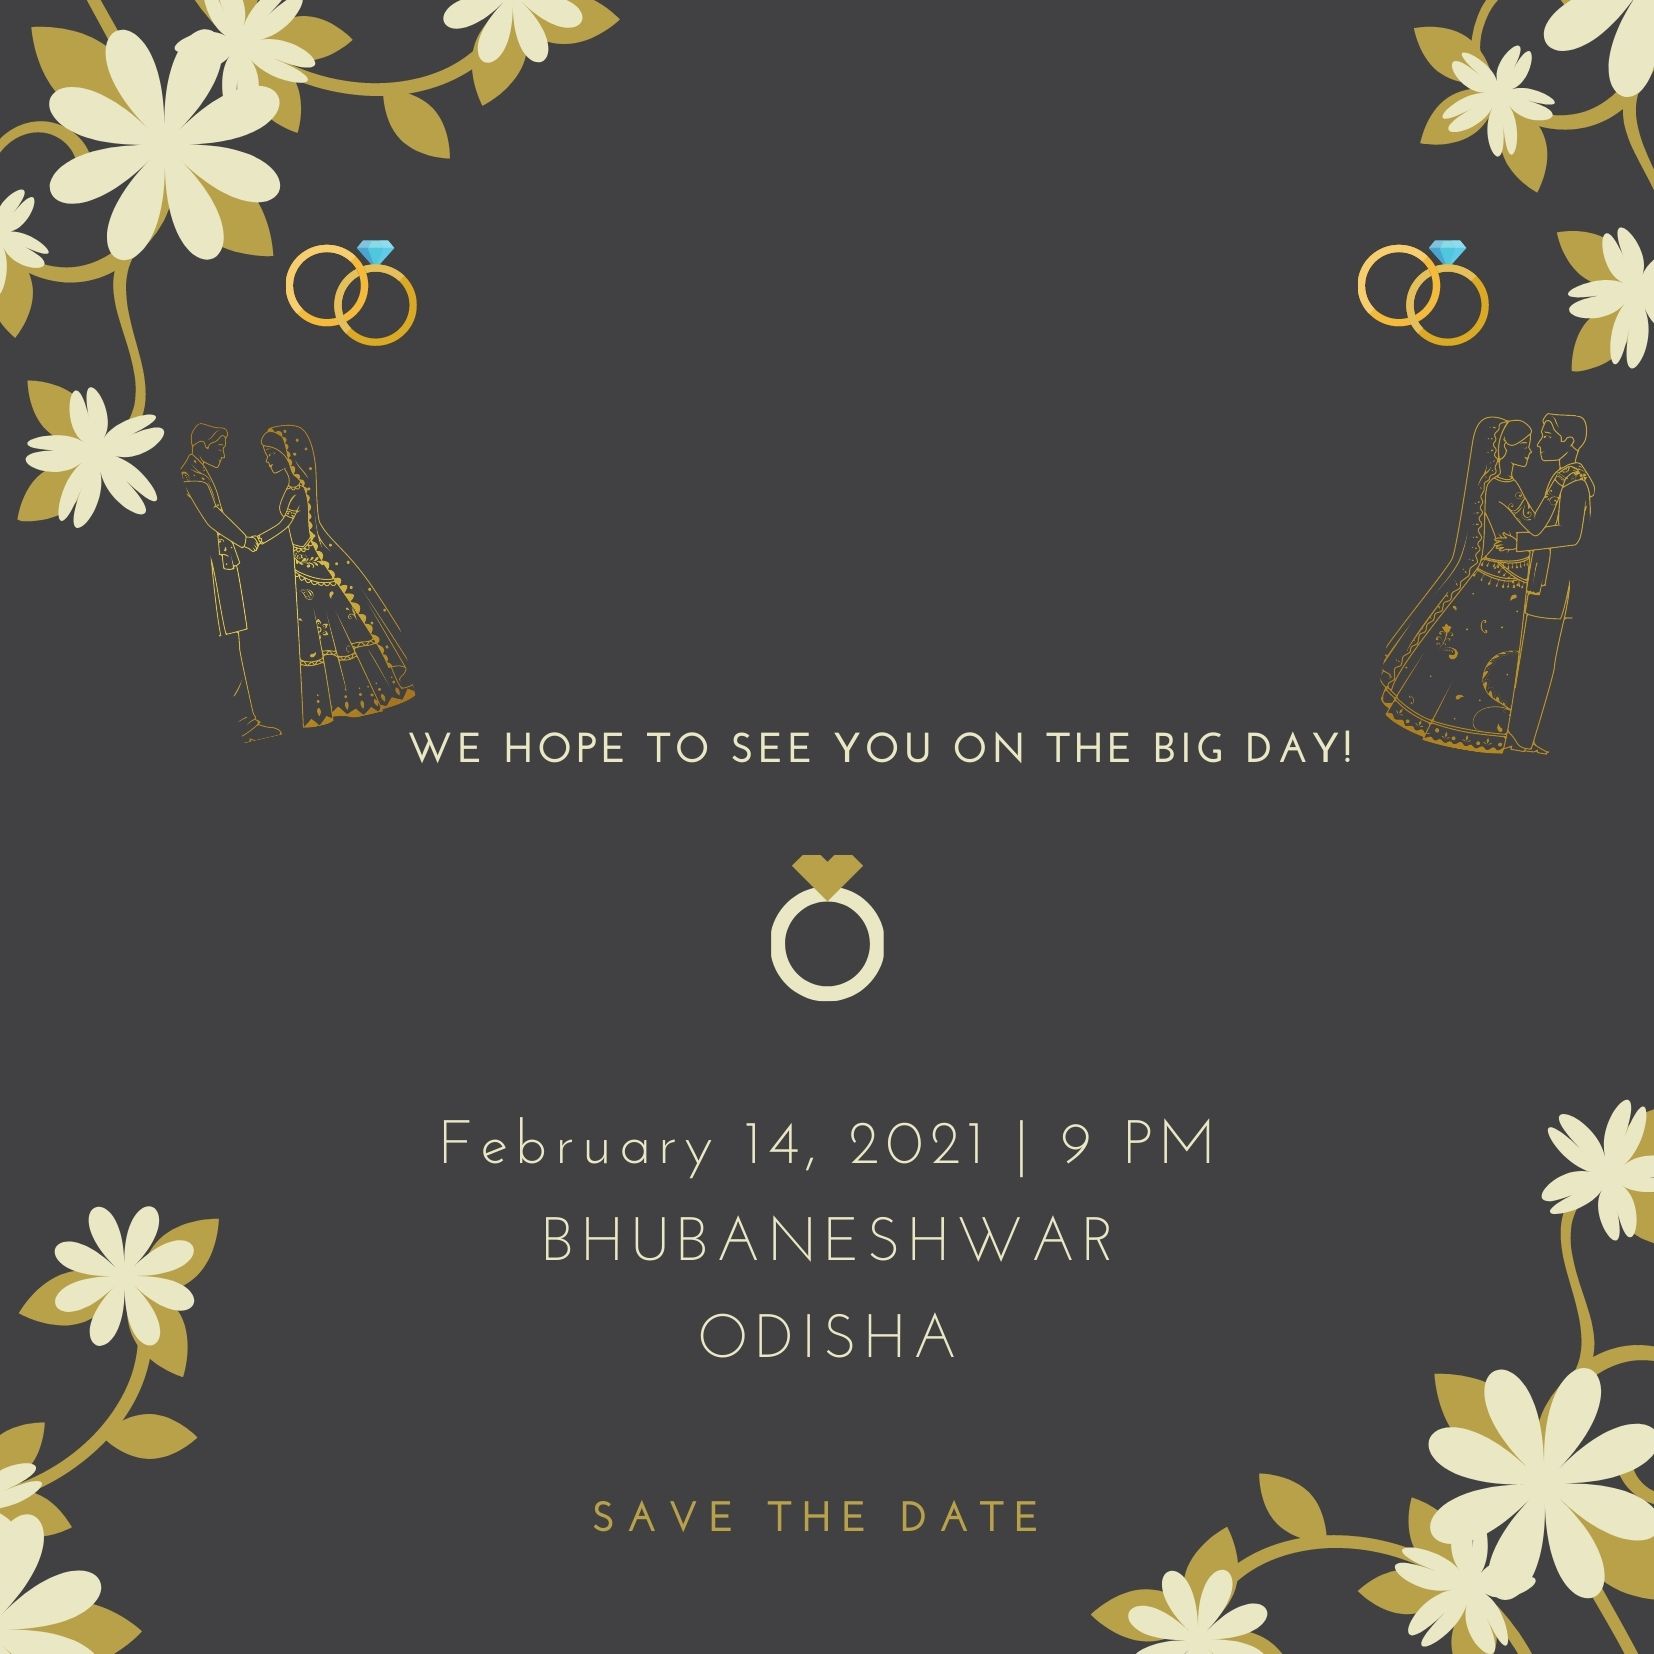 WE HOPE TO SEE YOU ON THE BIG DAY!
February 14, 2021 | 9 PM
BHUBANESHWAR
ODISHA
SAVE THE DATE